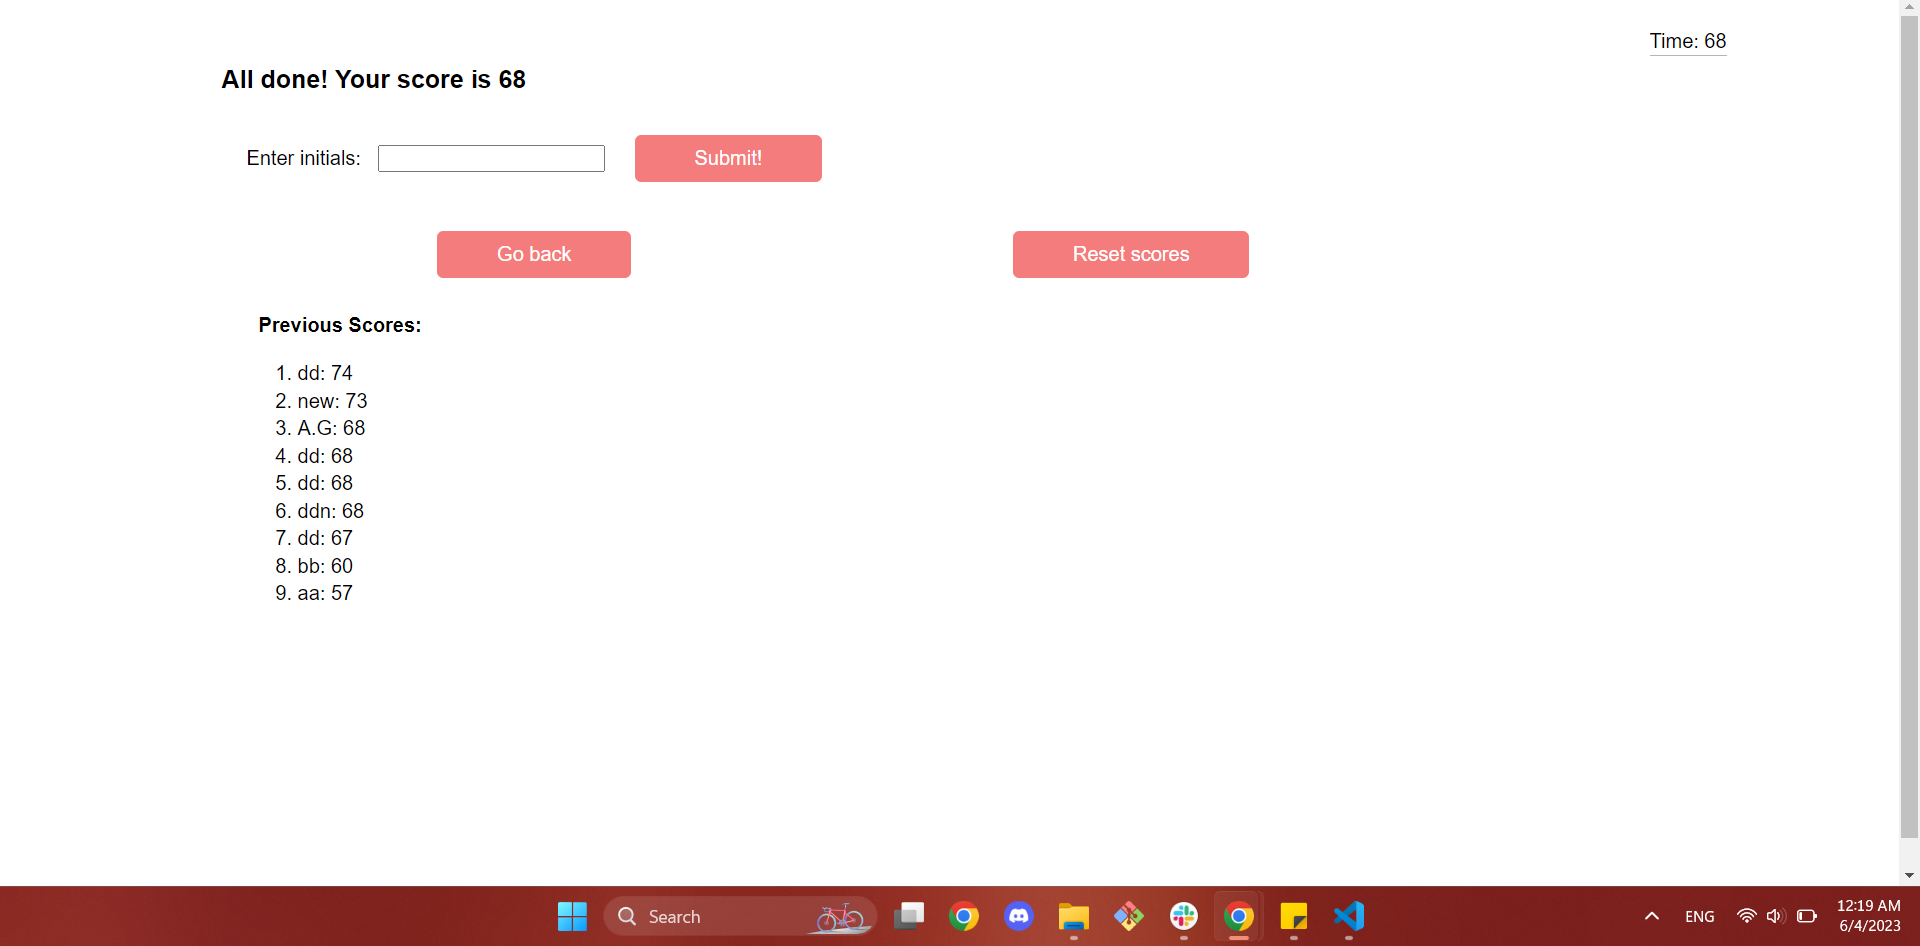 Time: 68
All done! Your score is 68
Enter initials: Submit!
Go back Reset scores
Previous Scores:
1. dd: 74
2. new: 73
3. A.G: 68
4. dd: 68
5. dd: 68
6. ddn: 68
7. dd: 67
8. bb: 60
9. aa: 57
Search ENG 12:19 AM
6/4/2023